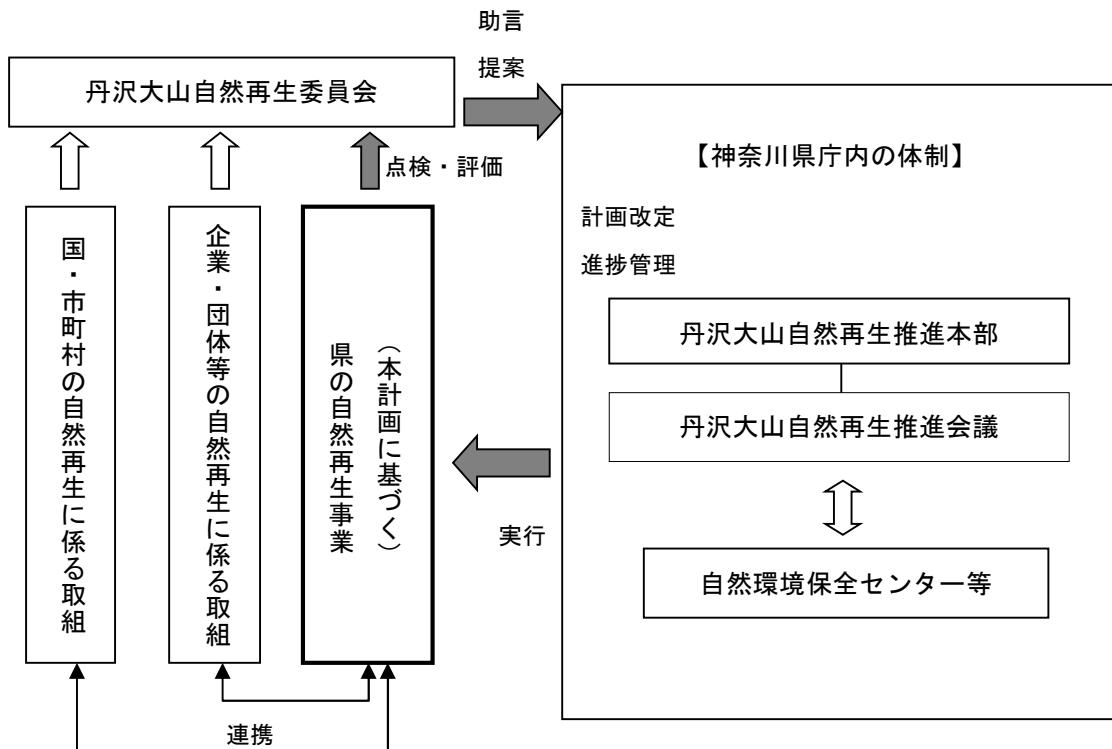 助言
提案
丹沢大山自然再生委員会
点検・評価
国・市町村の自然再生に係る取組
企業・団体等の自然再生に係る取組
（本計画に基づく）
県の自然再生事業
連携
実行
【神奈川県庁内の体制】
計画改定
進捗管理
丹沢大山自然再生推進本部
丹沢大山自然再生推進会議
自然環境保全センター等